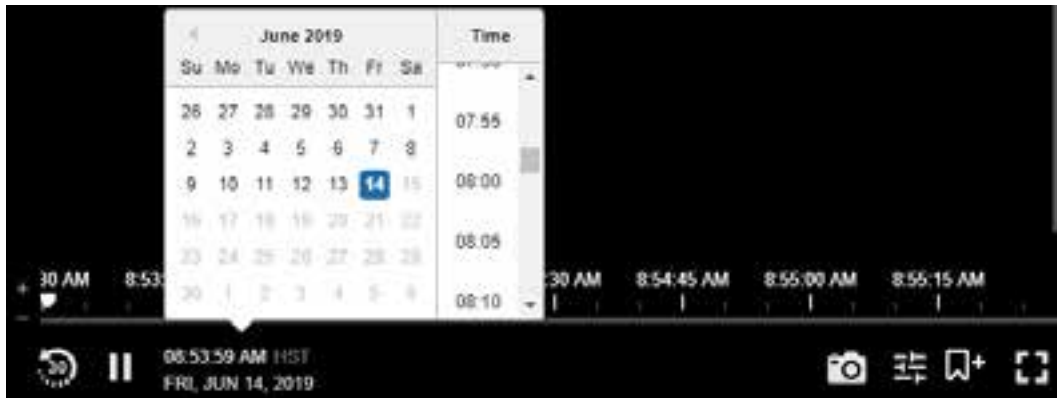 June 2019
Su Mo Tu We Th Fr Sa
26 27 28 29 30 31 1
2 3 4 5 6 7 8
9 10 11 12 13 14 15
16 17 18 19 20 21 22
23 24 25 26 27 28 29
30 1 2 3 4 5 6
Time
07:55
08:00
08:05
08:10
:30 AM 8:53: :30 AM 8:54:45 AM 8:55:00 AM 8:55:15 AM
30
08:53:59 AM HST
FRI, JUN 14, 2019